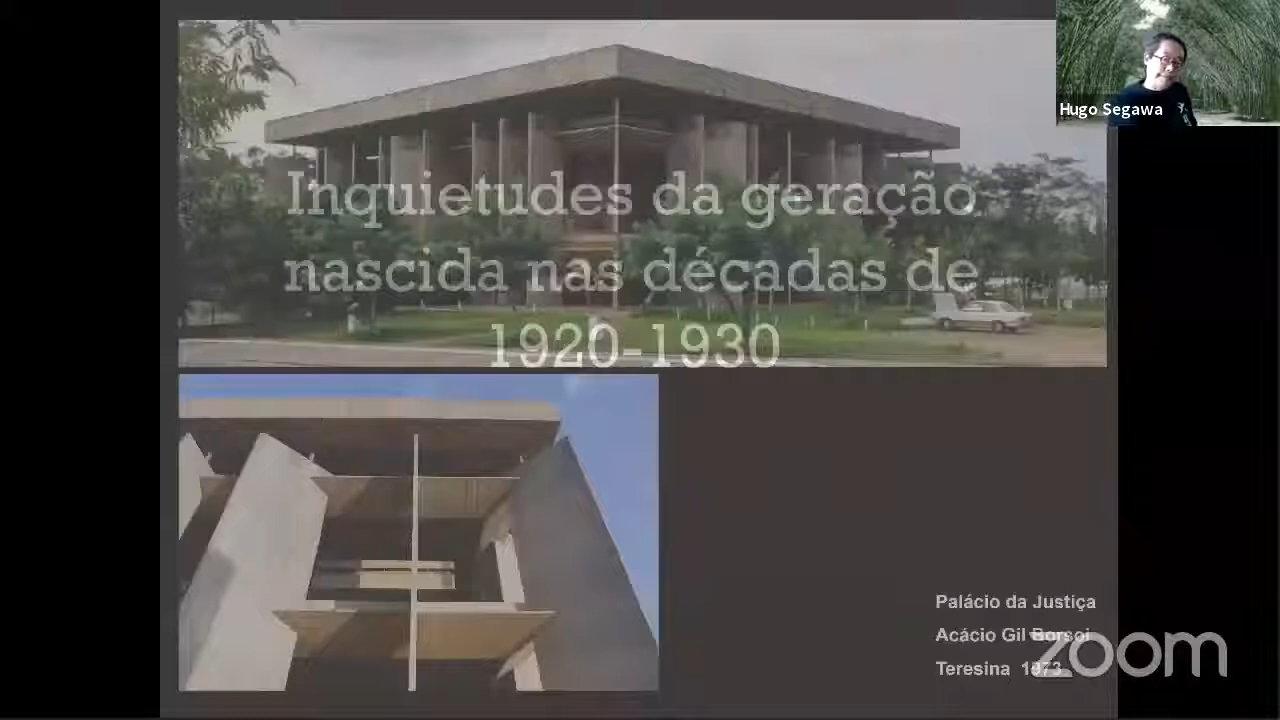 Hugo Segawa
Inquietudes da geração
nascida nas décadas de
1920-1930
Palácio da Justiça
Acácio Gil Borsoi
Teresina 1973
zoom